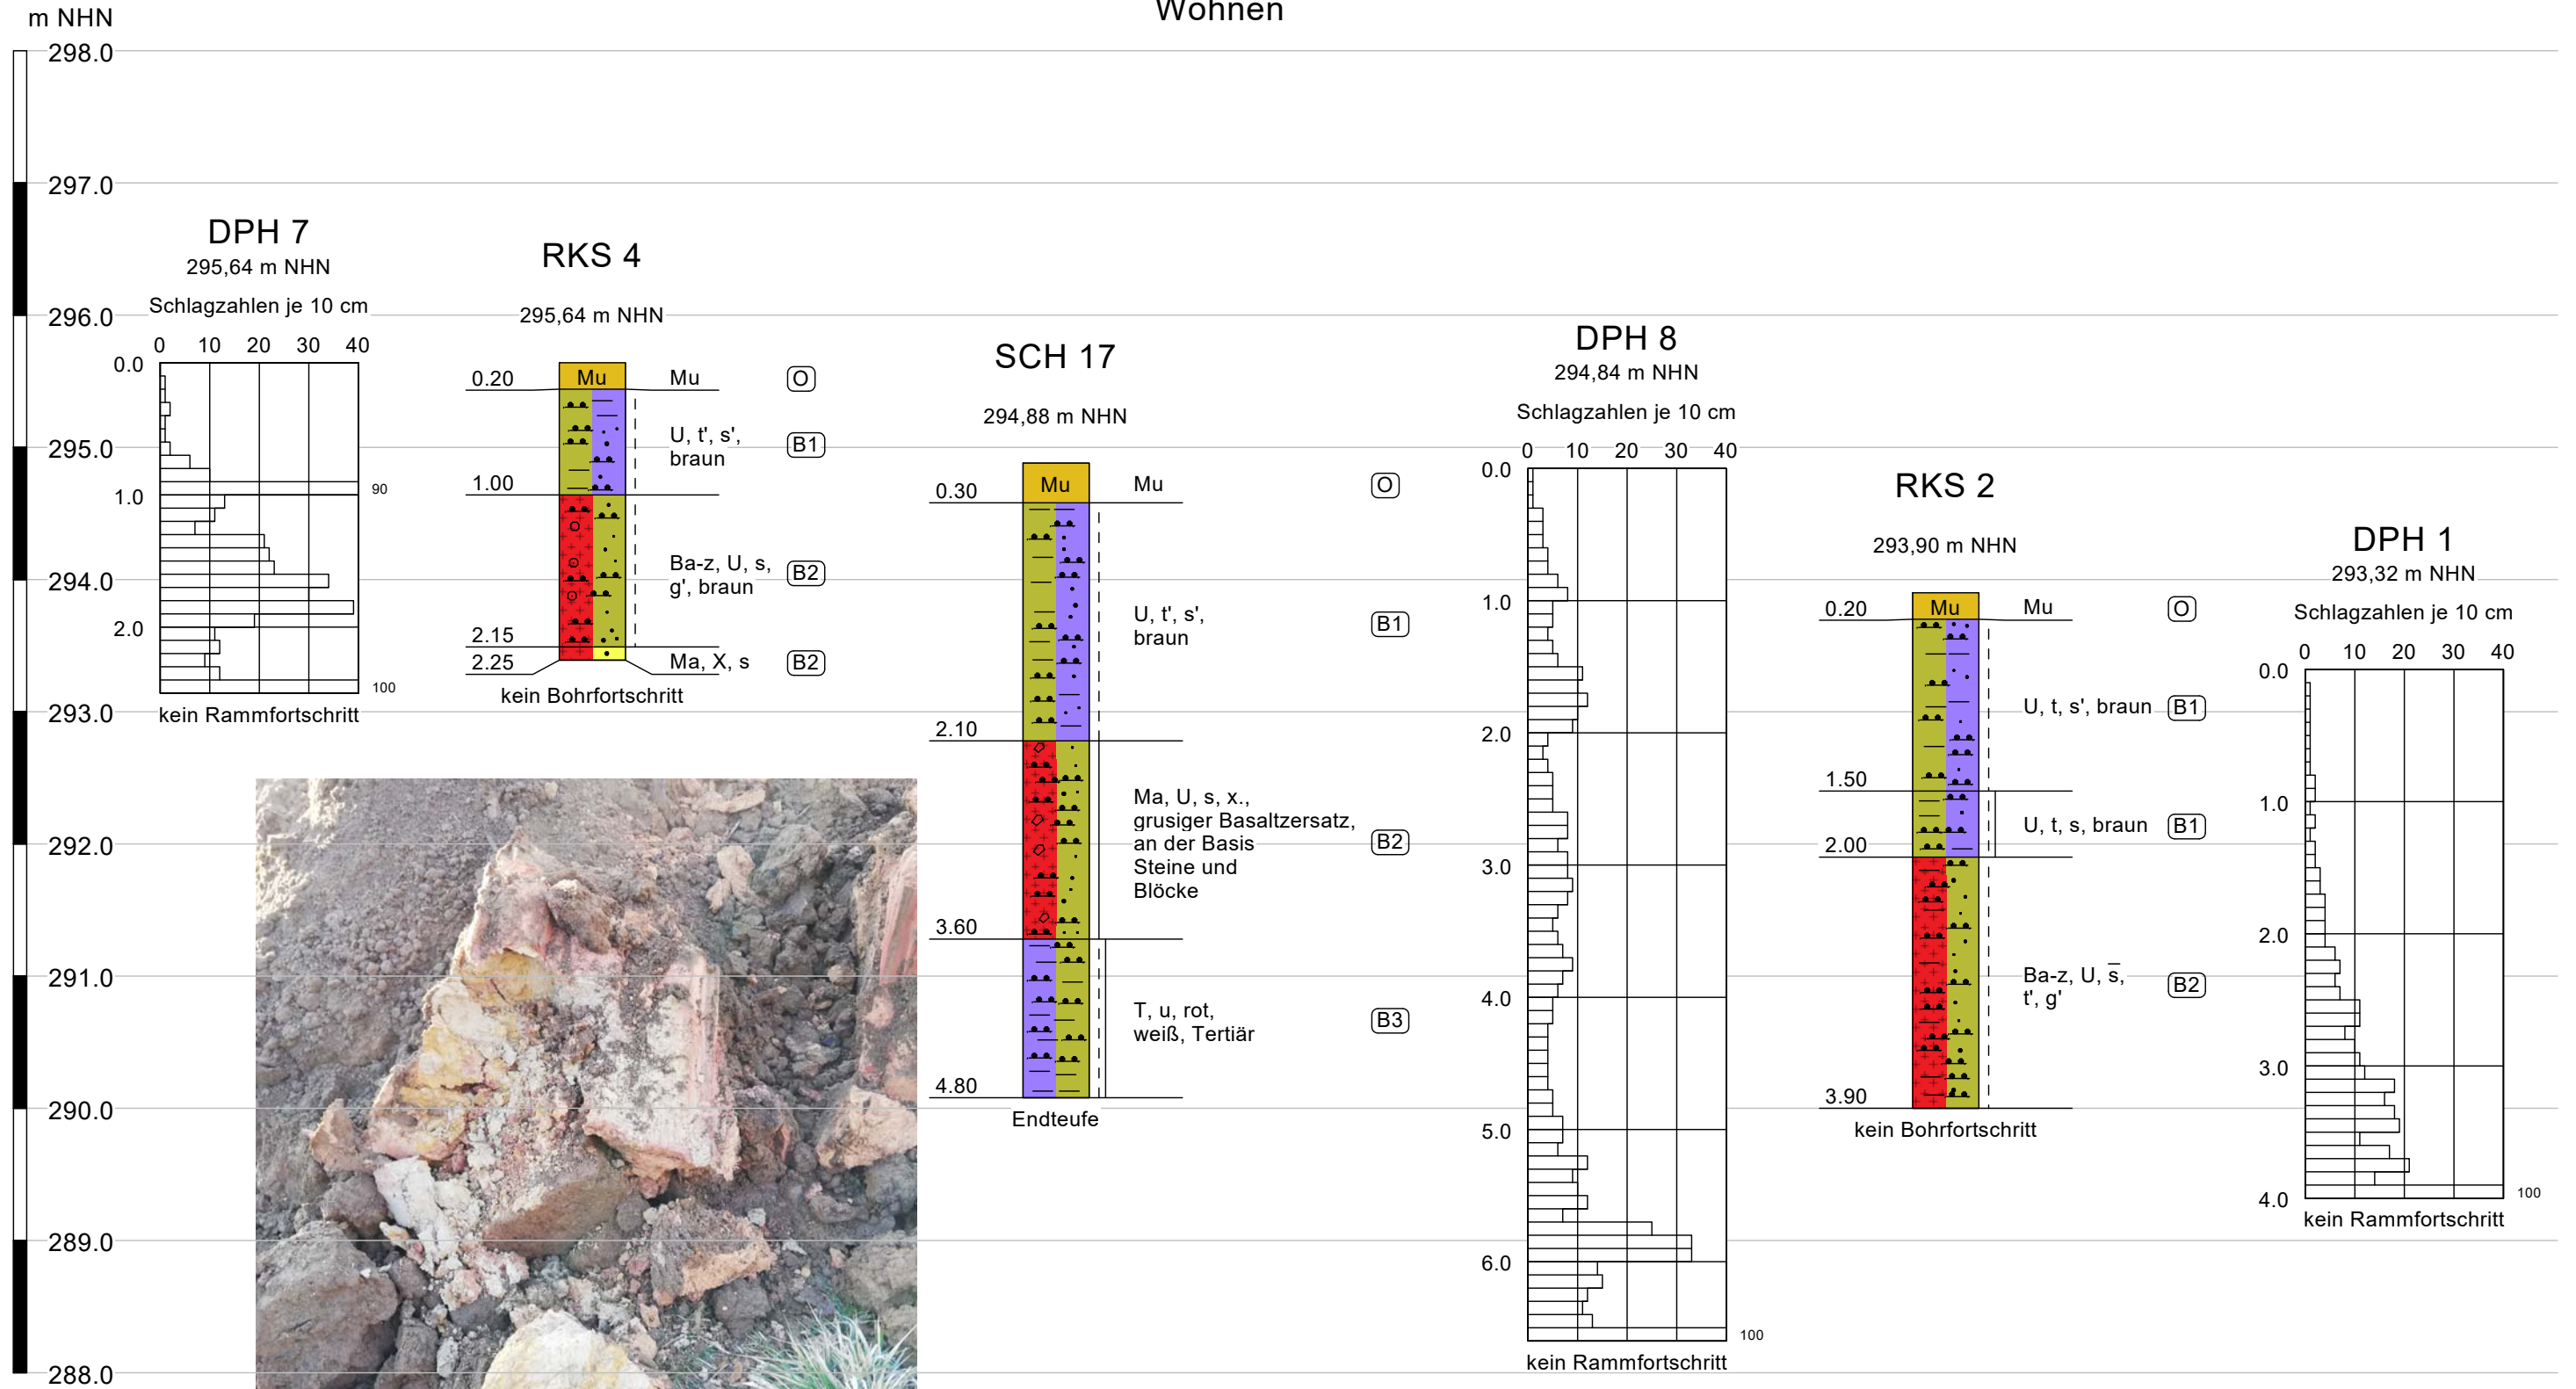 Wohnen
m NHN
298.0
297.0
296.0
295.0
294.0
293.0
292.0
291.0
290.0
289.0
288.0
DPH 7
295,64 m NHN
Schlagzahlen je 10 cm
0 10 20 30 40
0.0
90
1.0
2.0
100
kein Rammfortschritt
RKS 4
295,64 m NHN
0.20 Mu Mu O
U, t', s',
braun
B1
1.00
Ba-z, U, s,
g', braun
B2
2.15
2.25
Ma, X, s B2
kein Bohrfortschritt
SCH 17
294,88 m NHN
0.30 Mu Mu O
U, t', s',
braun
B1
2.10
Ma, U, s, x.,
grusiger Basaltzersatz,
an der Basis
Steine und
Blöcke
B2
3.60
T, u, rot,
weiß, Tertiär
B3
4.80
Endteufe
DPH 8
294,84 m NHN
Schlagzahlen je 10 cm
0 10 20 30 40
0.0
1.0
2.0
3.0
4.0
5.0
6.0
100
kein Rammfortschritt
RKS 2
293,90 m NHN
0.20 Mu Mu O
U, t, s', braun B1
1.50
U, t, s, braun B1
2.00
Ba-z, U, s̅,
t', g'
B2
3.90
kein Bohrfortschritt
DPH 1
293,32 m NHN
Schlagzahlen je 10 cm
0 10 20 30 40
0.0
1.0
2.0
3.0
4.0
100
kein Rammfortschritt